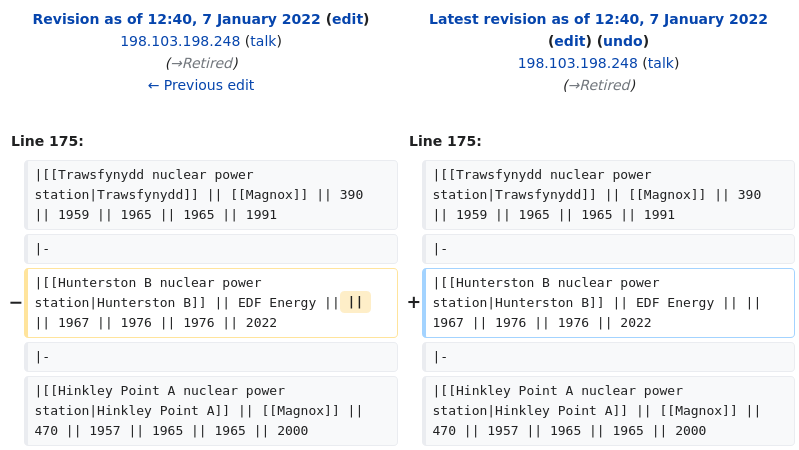 Revision as of 12:40, 7 January 2022 (edit)
198.103.198.248 (talk)
(→Retired)
← Previous edit
Latest revision as of 12:40, 7 January 2022
(edit) (undo)
198.103.198.248 (talk)
(→Retired)
Line 175:
Line 175:
|[[Trawsfynydd nuclear power
station|Trawsfynydd]] || [[Magnox]] || 390
|| 1959 || 1965 || 1965 || 1991
|[[Trawsfynydd nuclear power
station|Trawsfynydd]] || [[Magnox]] || 390
|| 1959 || 1965 || 1965 || 1991
|-
|-
− |[[Hunterston B nuclear power
station|Hunterston B]] || EDF Energy || ||
|| 1967 || 1976 || 1976 || 2022
+ |[[Hunterston B nuclear power
station|Hunterston B]] || EDF Energy || ||
1967 || 1976 || 1976 || 2022
|-
|-
|[[Hinkley Point A nuclear power
station|Hinkley Point A]] || [[Magnox]] ||
470 || 1957 || 1965 || 1965 || 2000
|[[Hinkley Point A nuclear power
station|Hinkley Point A]] || [[Magnox]] ||
470 || 1957 || 1965 || 1965 || 2000